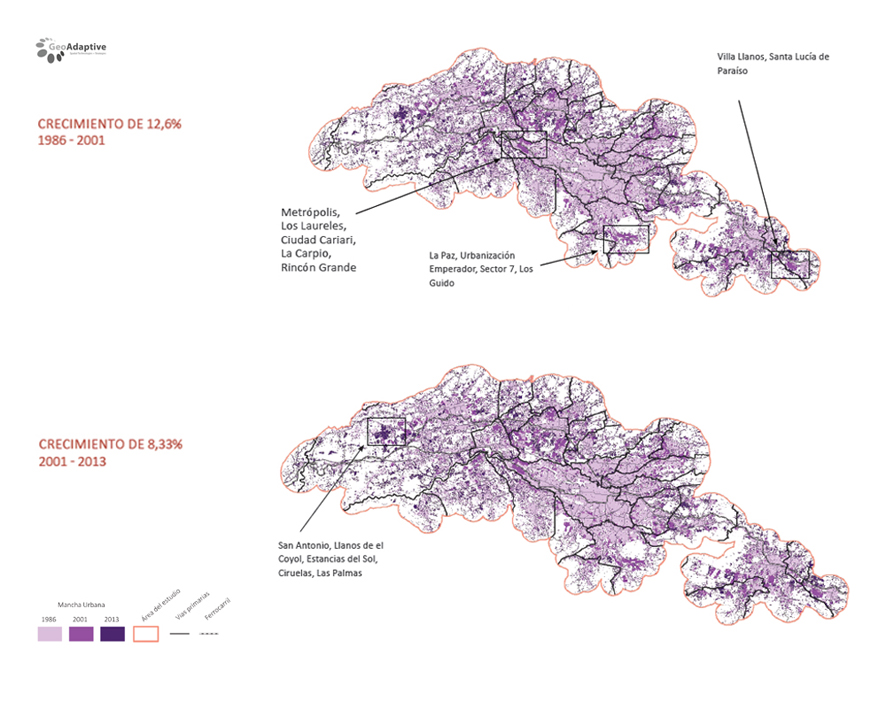 GeoAdaptive
CRECIMIENTO DE 12,6%
1986 - 2001
Villa Llanos, Santa Lucía de
Paraíso
Metrópolis,
Los Laureles,
Ciudad Cariari,
La Carpio,
Rincón Grande
La Paz, Urbanización
Emperador, Sector 7, Los
Guido
CRECIMIENTO DE 8,33%
2001 - 2013
San Antonio, Llanos de el
Coyol, Estancias del Sol,
Ciruelas, Las Palmas
Mancha Urbana
1986 2001 2013
Área del estudio
Vías primarias
Ferrocarril